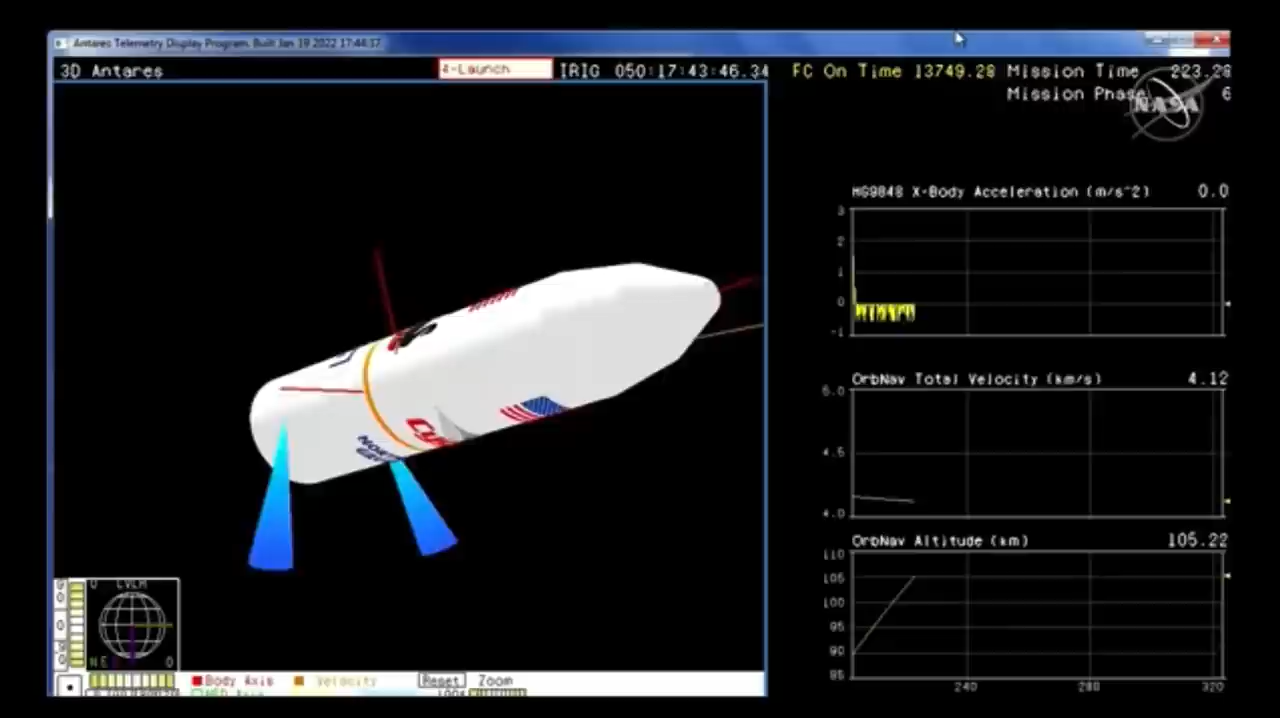 Antares Telemetry Display Program. Built Jan 19 2022 17:44:37
3D Antares
4-Launch
IRIG 050:17:43:46.34
FC On Time 13749.28
Mission Time 223.28
Mission Phase 6
NASA
HG9848 X-Body Acceleration (m/s^2) 0.0
3
2
1
0
-1
OrbNav Total Velocity (km/s) 4.12
6.0
4.5
4.0
OrbNav Altitude (km) 105.22
110
105
100
95
90
85
240 280 320
Cy
LVLH
0
N E 0
Body Axis
Velocity
Reset
Zoom